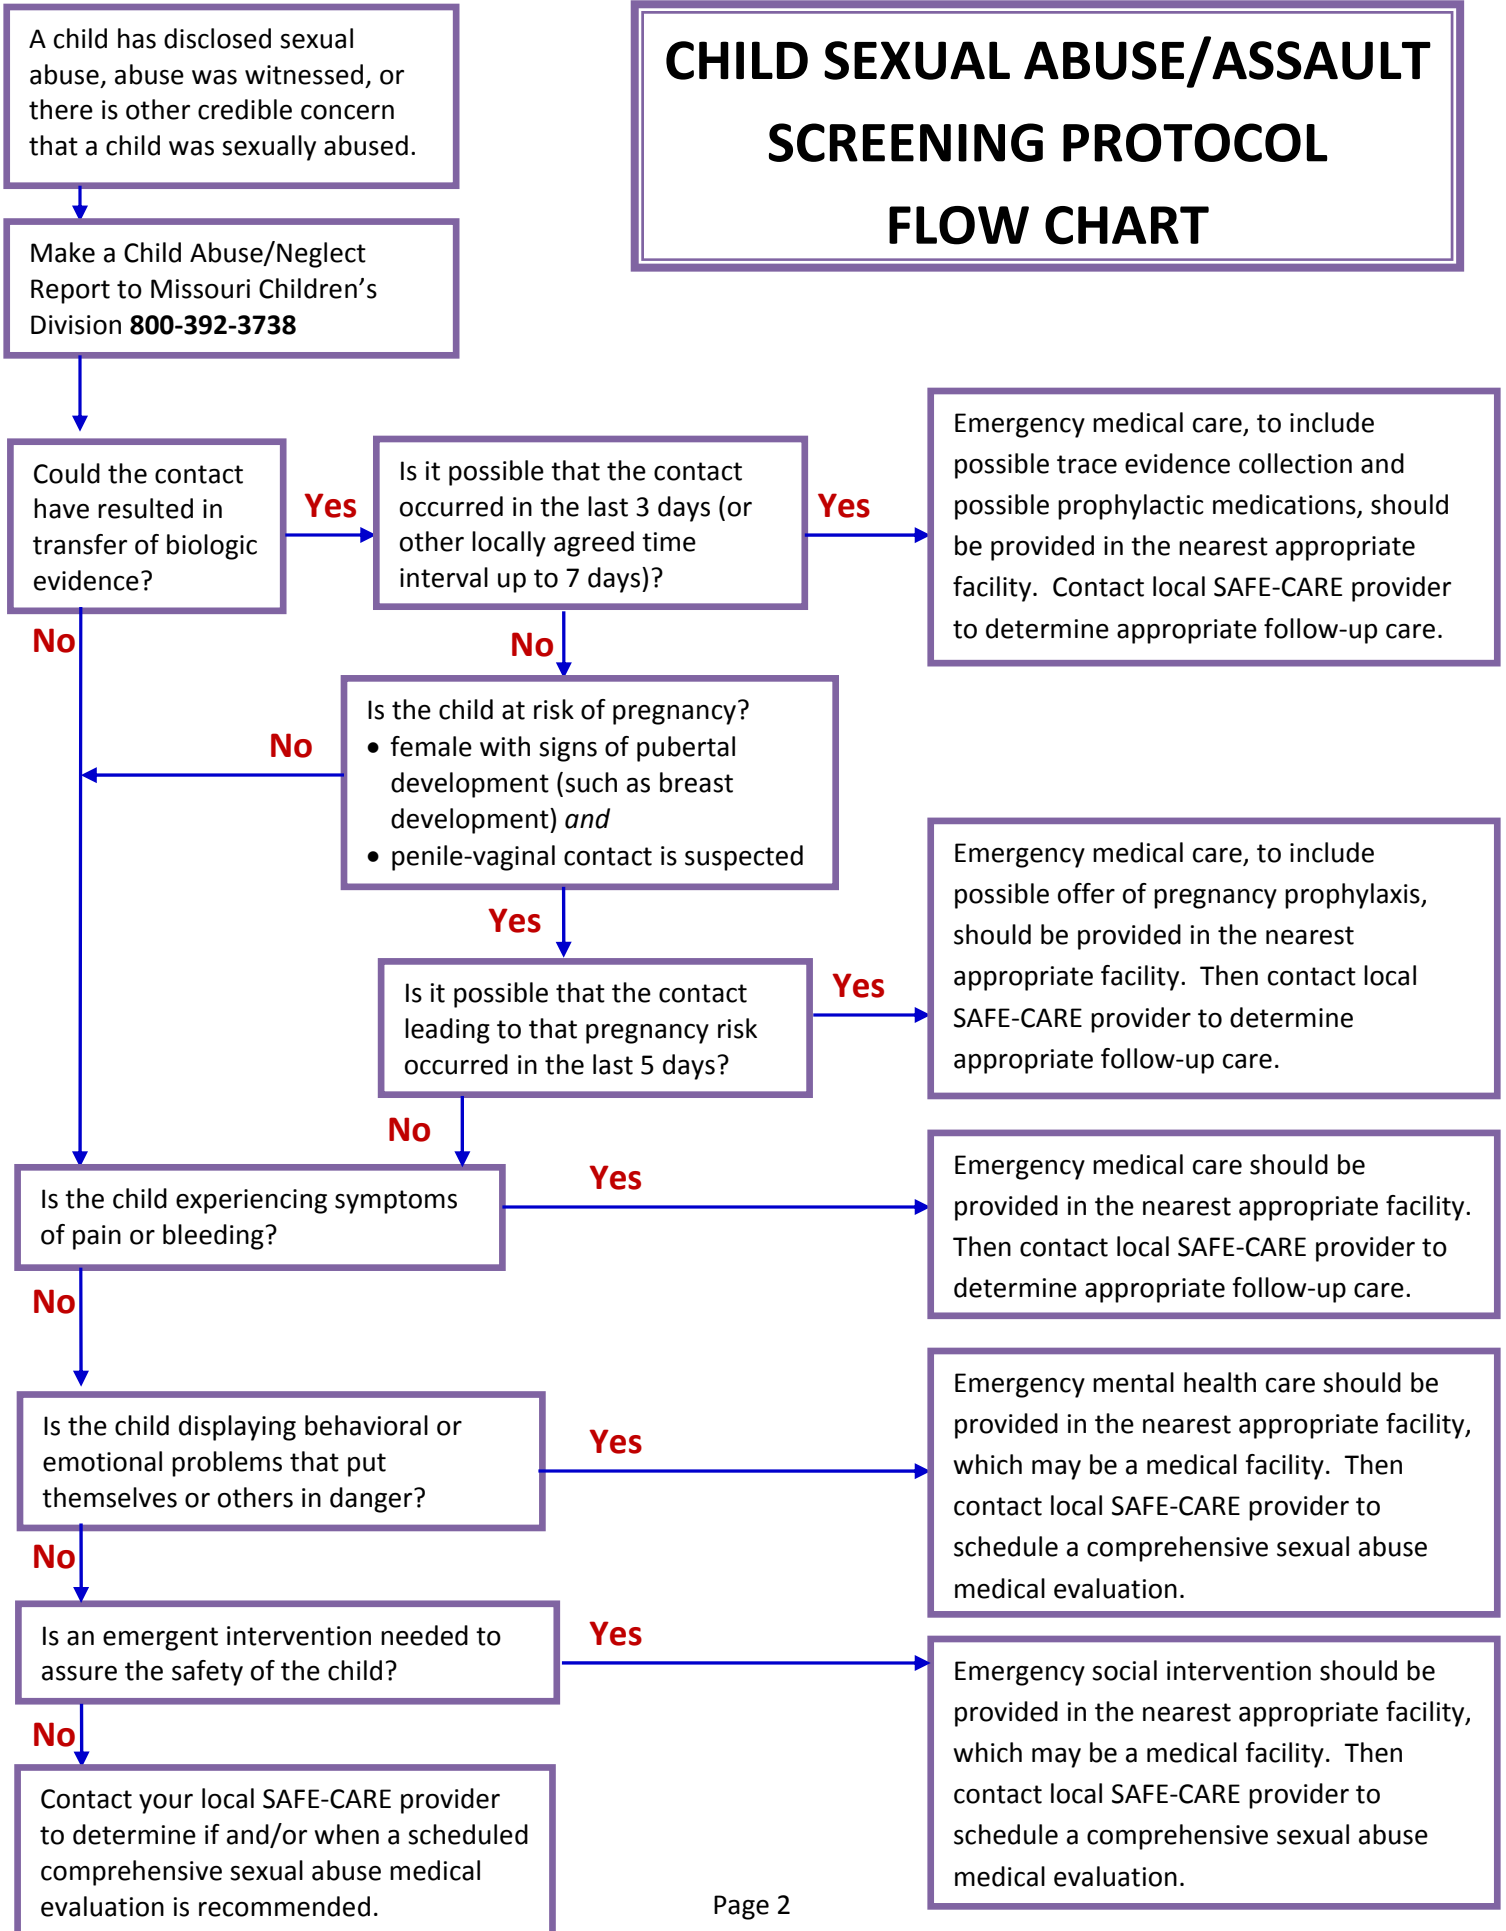 CHILD SEXUAL ABUSE/ASSAULT
SCREENING PROTOCOL
FLOW CHART
A child has disclosed sexual
abuse, abuse was witnessed, or
there is other credible concern
that a child was sexually abused.
Make a Child Abuse/Neglect
Report to Missouri Children’s
Division 800-392-3738
Could the contact
have resulted in
transfer of biologic
evidence?
Yes
No
Is it possible that the contact
occurred in the last 3 days (or
other locally agreed time
interval up to 7 days)?
Yes
No
Emergency medical care, to include
possible trace evidence collection and
possible prophylactic medications, should
be provided in the nearest appropriate
facility.  Contact local SAFE-CARE provider
to determine appropriate follow-up care.
Is the child at risk of pregnancy?
• female with signs of pubertal
development (such as breast
development) and
• penile-vaginal contact is suspected
No
Yes
Is it possible that the contact
leading to that pregnancy risk
occurred in the last 5 days?
Yes
No
Emergency medical care, to include
possible offer of pregnancy prophylaxis,
should be provided in the nearest
appropriate facility.  Then contact local
SAFE-CARE provider to determine
appropriate follow-up care.
Is the child experiencing symptoms
of pain or bleeding?
Yes
No
Emergency medical care should be
provided in the nearest appropriate facility.
Then contact local SAFE-CARE provider to
determine appropriate follow-up care.
Is the child displaying behavioral or
emotional problems that put
themselves or others in danger?
Yes
No
Emergency mental health care should be
provided in the nearest appropriate facility,
which may be a medical facility.  Then
contact local SAFE-CARE provider to
schedule a comprehensive sexual abuse
medical evaluation.
Is an emergent intervention needed to
assure the safety of the child?
Yes
No
Emergency social intervention should be
provided in the nearest appropriate facility,
which may be a medical facility.  Then
contact local SAFE-CARE provider to
schedule a comprehensive sexual abuse
medical evaluation.
Contact your local SAFE-CARE provider
to determine if and/or when a scheduled
comprehensive sexual abuse medical
evaluation is recommended.
Page 2